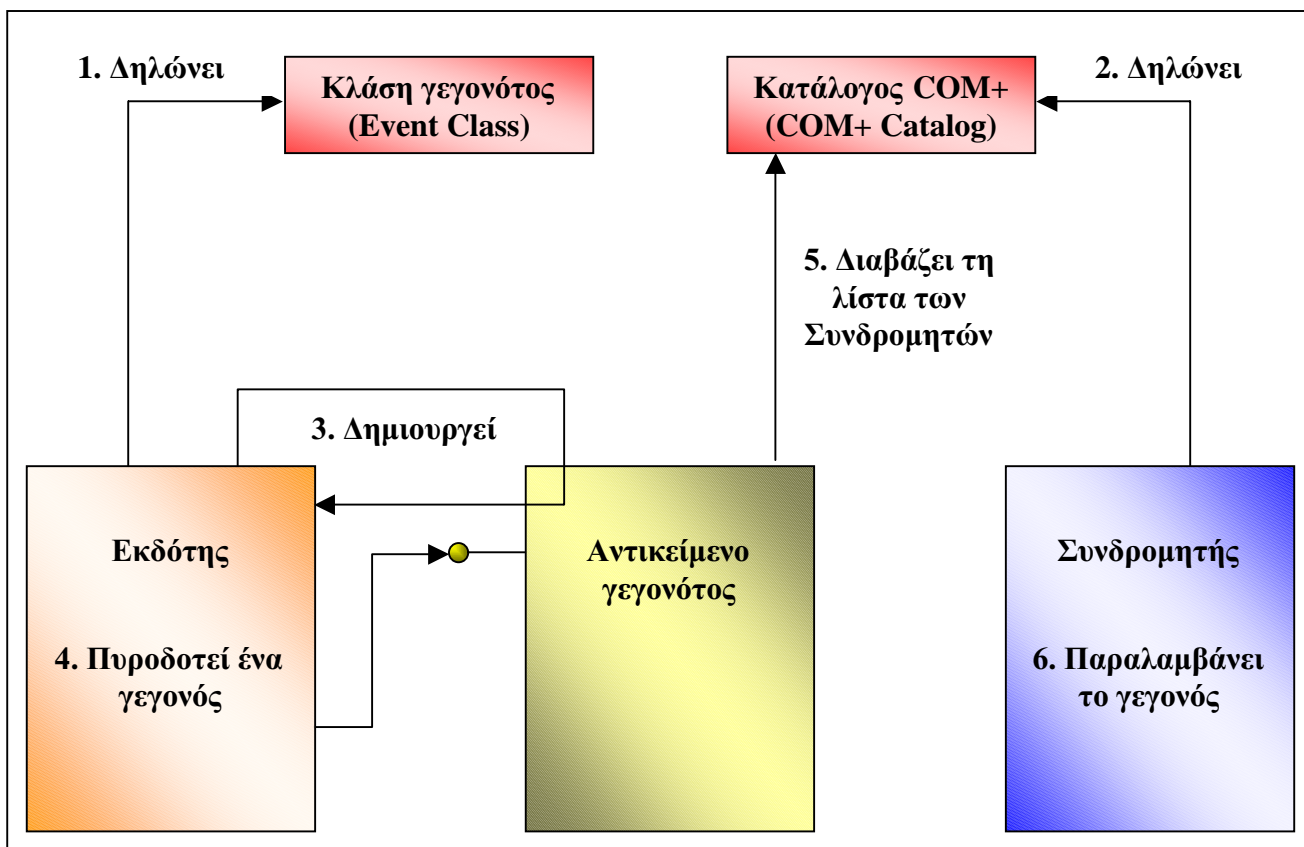 1. Δηλώνει
Κλάση γεγονότος
(Event Class)
Κατάλογος COM+
(COM+ Catalog)
2. Δηλώνει
5. Διαβάζει τη
λίστα των
Συνδρομητών
3. Δημιουργεί
Εκδότης
4. Πυροδοτεί ένα
γεγονός
Αντικείμενο
γεγονότος
Συνδρομητής
6. Παραλαμβάνει
το γεγονός